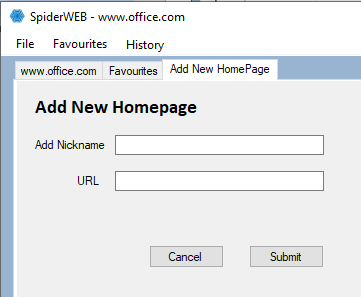 SpiderWEB - www.office.com
File Favourites History
www.office.com Favourites Add New HomePage
Add New Homepage
Add Nickname
URL
Cancel Submit